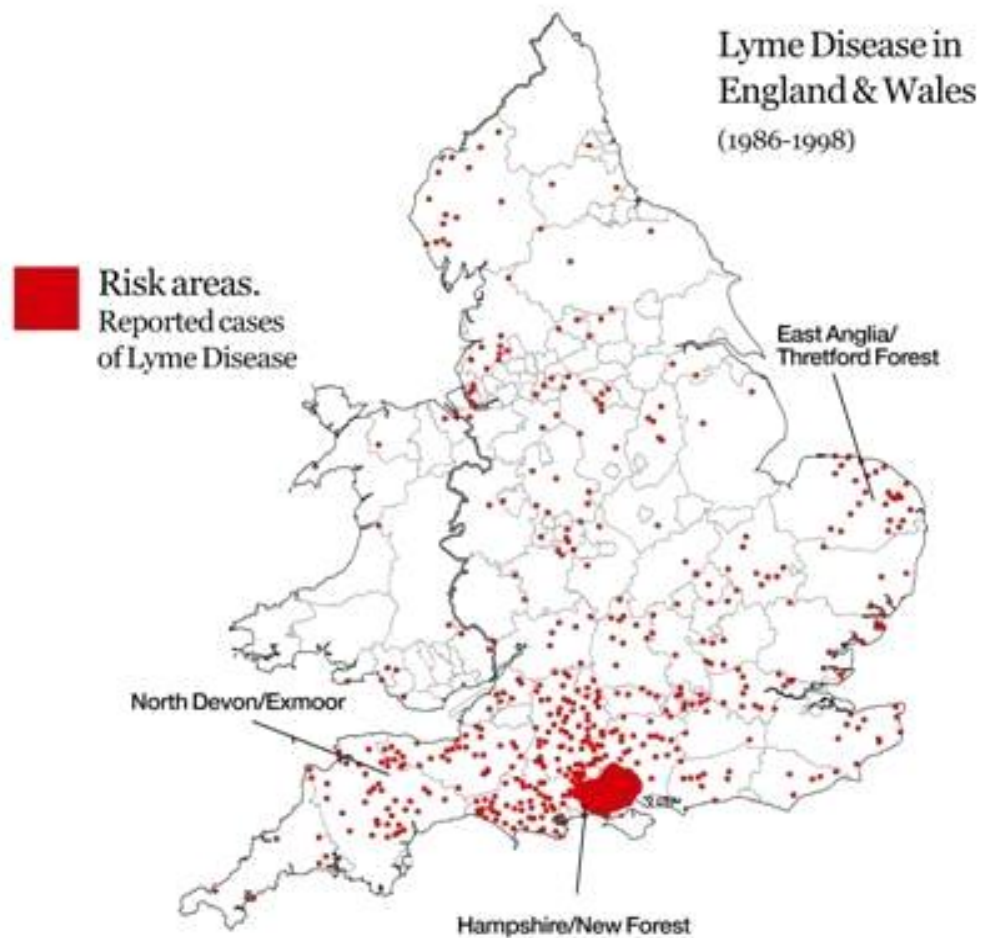 Lyme Disease in
England & Wales
(1986-1998)
Risk areas.
Reported cases
of Lyme Disease
East Anglia/
Thretford Forest
North Devon/Exmoor
Hampshire/New Forest